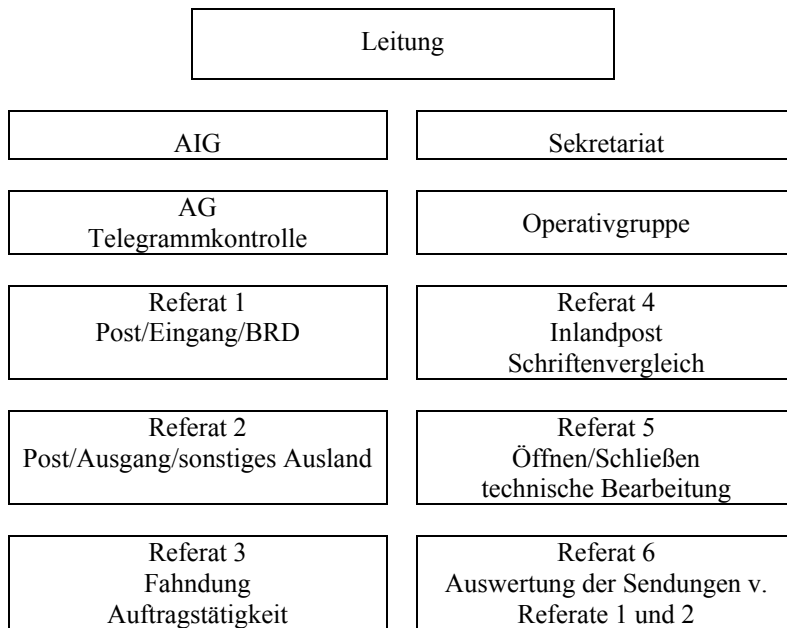 Leitung
AIG
Sekretariat
AG
Telegrammkontrolle
Operativgruppe
Referat 1
Post/Eingang/BRD
Referat 4
Inlandpost
Schriftenvergleich
Referat 2
Post/Ausgang/sonstiges Ausland
Referat 5
Öffnen/Schließen
technische Bearbeitung
Referat 3
Fahndung
Auftragstätigkeit
Referat 6
Auswertung der Sendungen v.
Referate 1 und 2